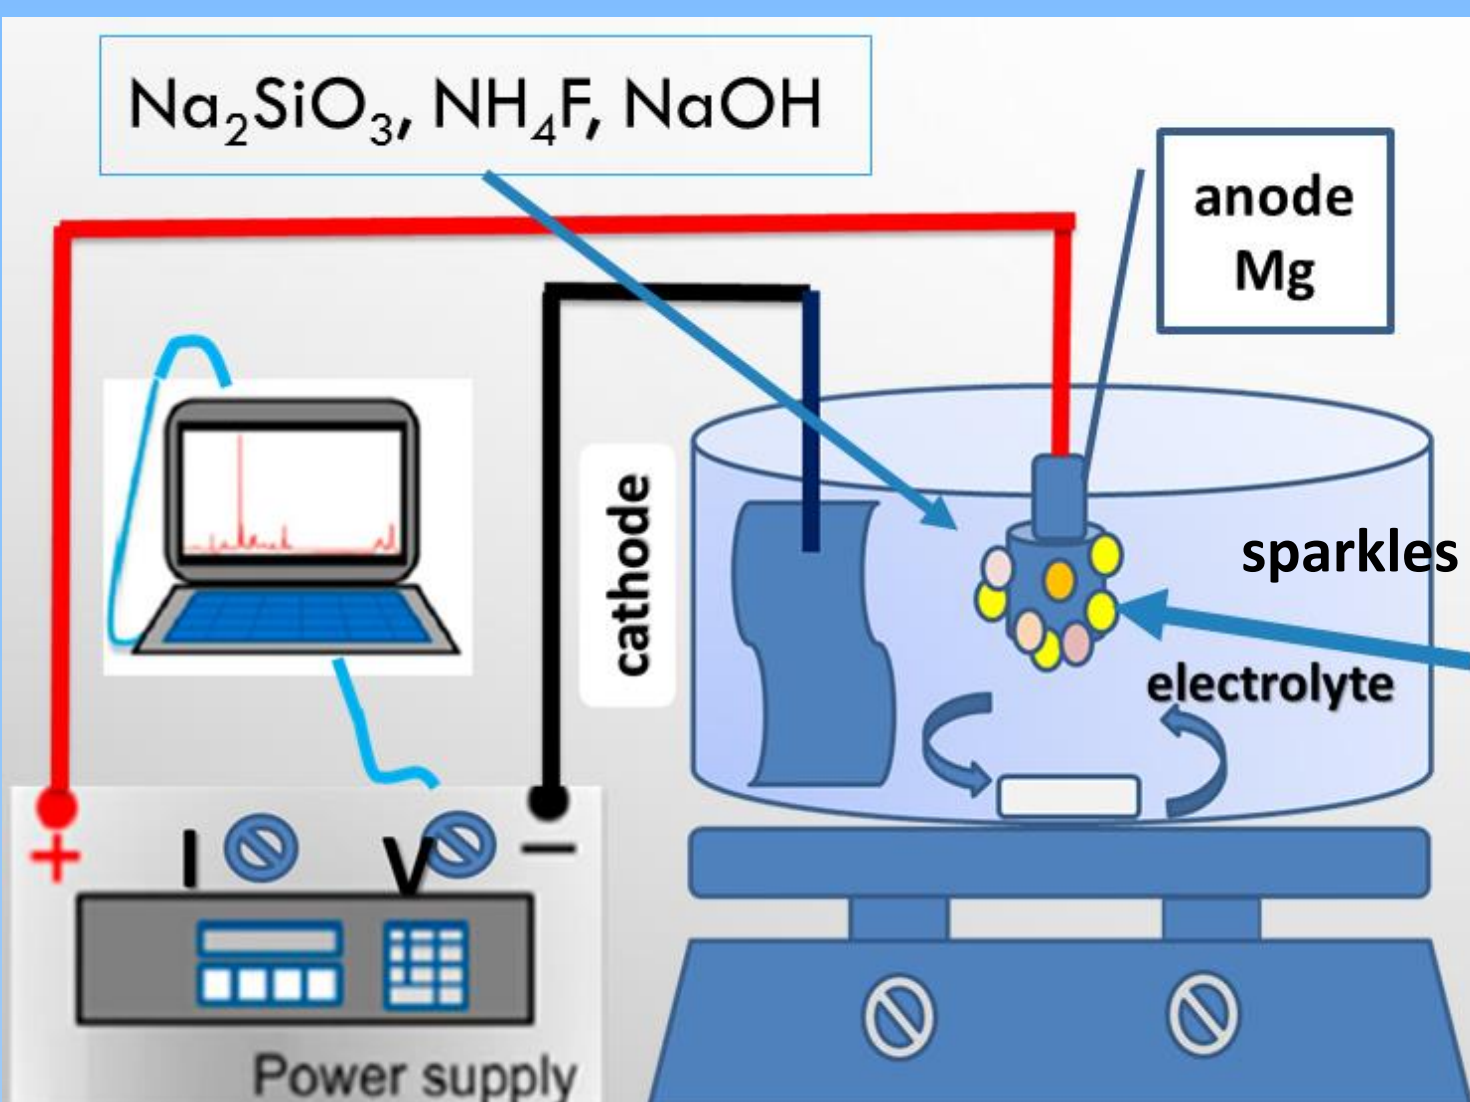 Na₂SiO₃, NH₄F, NaOH
anode
Mg
cathode
sparkles
electrolyte
+
I
V
−
Power supply